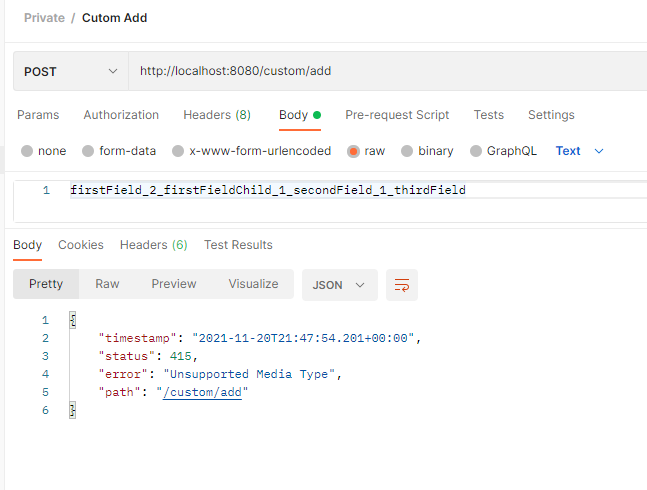 Private / Cutom Add
POST http://localhost:8080/custom/add
Params Authorization Headers (8) Body Pre-request Script Tests Settings
none form-data x-www-form-urlencoded raw binary GraphQL Text
1 firstField_2_firstFieldChild_1_secondField_1_thirdField
Body Cookies Headers (6) Test Results
Pretty Raw Preview Visualize JSON
1 {
2 "timestamp": "2021-11-20T21:47:54.201+00:00",
3 "status": 415,
4 "error": "Unsupported Media Type",
5 "path": "/custom/add"
6 }